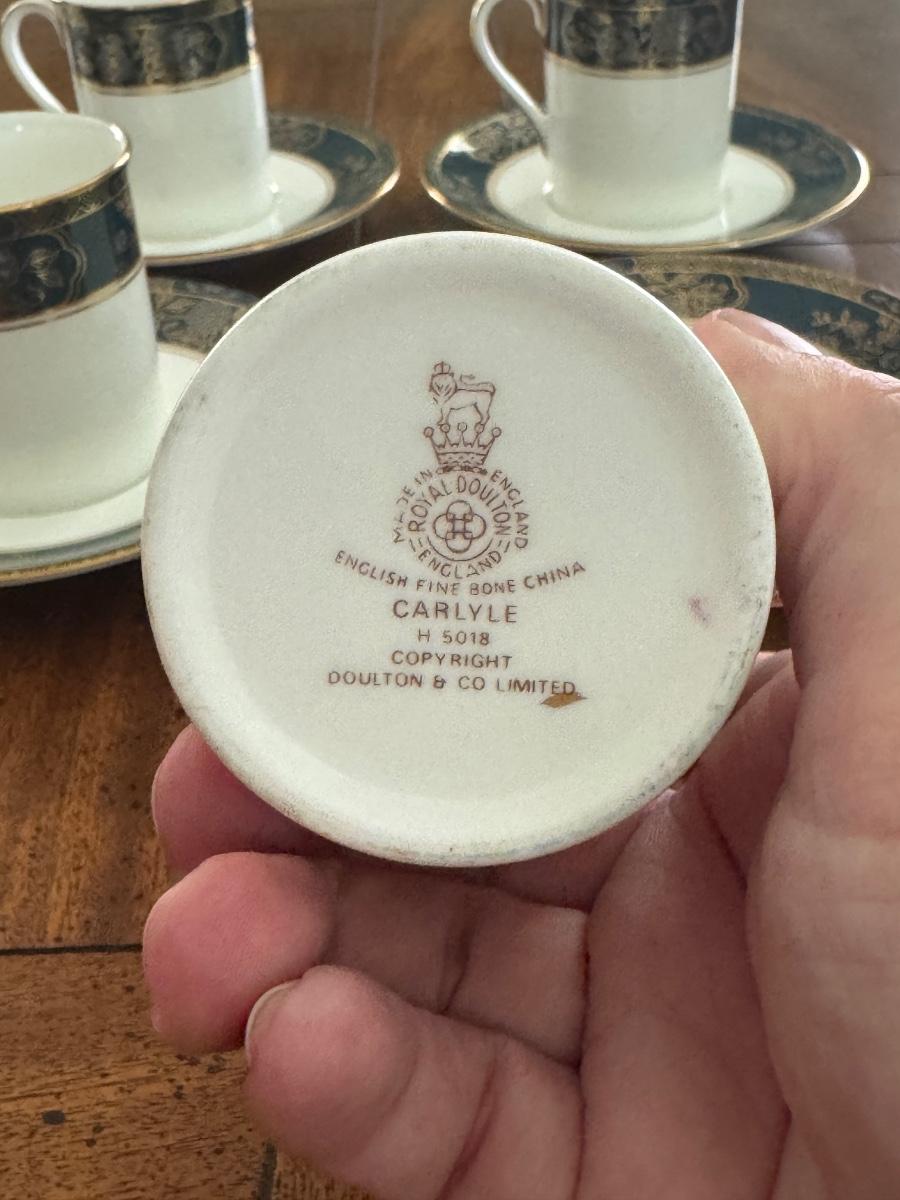 MADE IN ENGLAND
ROYAL DOULTON
ENGLAND
ENGLISH FINE BONE CHINA
CARLYLE
H 5018
COPYRIGHT
DOULTON & CO LIMITED